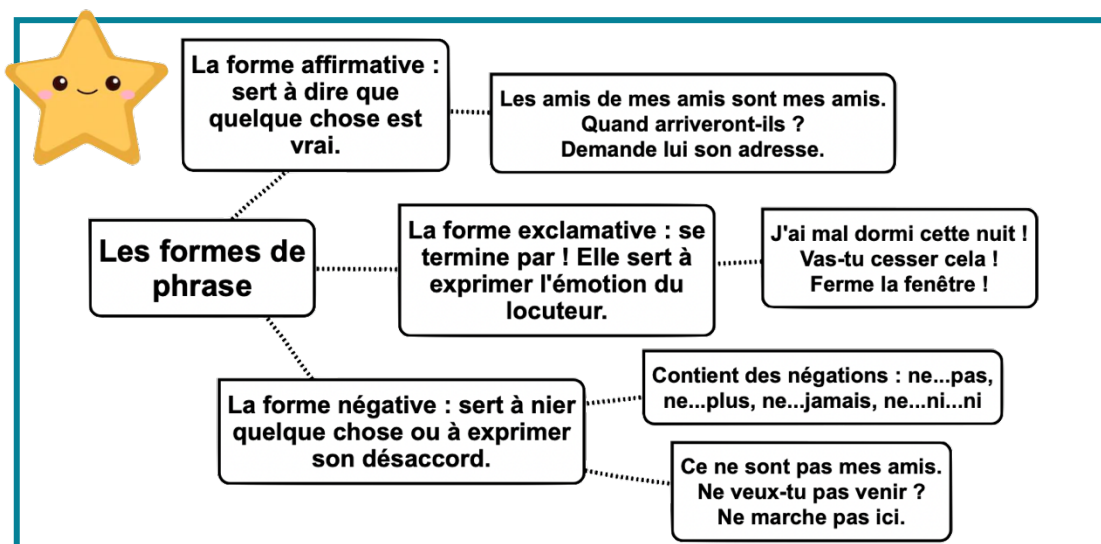 La forme affirmative :
sert à dire que
quelque chose est
vrai.
Les amis de mes amis sont mes amis.
Quand arriveront-ils ?
Demande lui son adresse.
Les formes de
phrase
La forme exclamative : se
termine par ! Elle sert à
exprimer l'émotion du
locuteur.
J'ai mal dormi cette nuit !
Vas-tu cesser cela !
Ferme la fenêtre !
La forme négative : sert à nier
quelque chose ou à exprimer
son désaccord.
Contient des négations : ne...pas,
ne...plus, ne...jamais, ne...ni...ni
Ce ne sont pas mes amis.
Ne veux-tu pas venir ?
Ne marche pas ici.